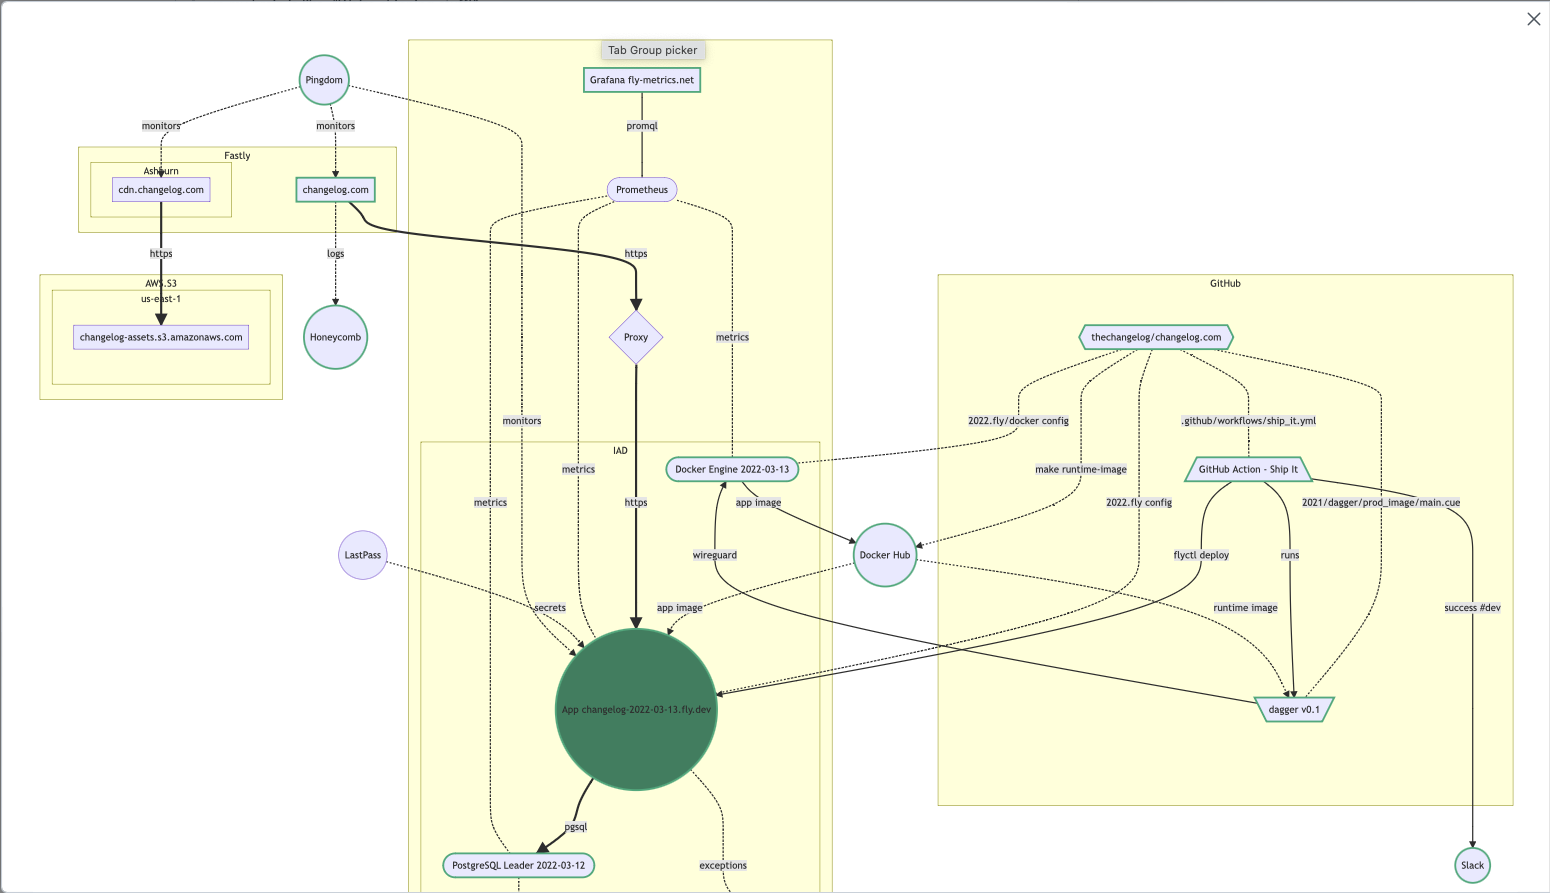 Tab Group picker
Pingdom
Grafana fly-metrics.net
monitors
monitors
promql
Fastly
Ashburn
cdn.changelog.com
changelog.com
Prometheus
https
logs
https
AWS.S3
us-east-1
changelog-assets.s3.amazonaws.com
Honeycomb
Proxy
metrics
GitHub
thechangelog/changelog.com
monitors
2022.fly/docker config
.github/workflows/ship_it.yml
IAD
metrics
Docker Engine 2022-03-13
make runtime-image
GitHub Action - Ship It
metrics
https
app image
2022.fly config
2021/dagger/prod_image/main.cue
LastPass
wireguard
Docker Hub
flyctl deploy
runs
secrets
app image
runtime image
success #dev
App changelog-2022-03-13.fly.dev
dagger v0.1
pgsql
PostgreSQL Leader 2022-03-12
exceptions
Slack